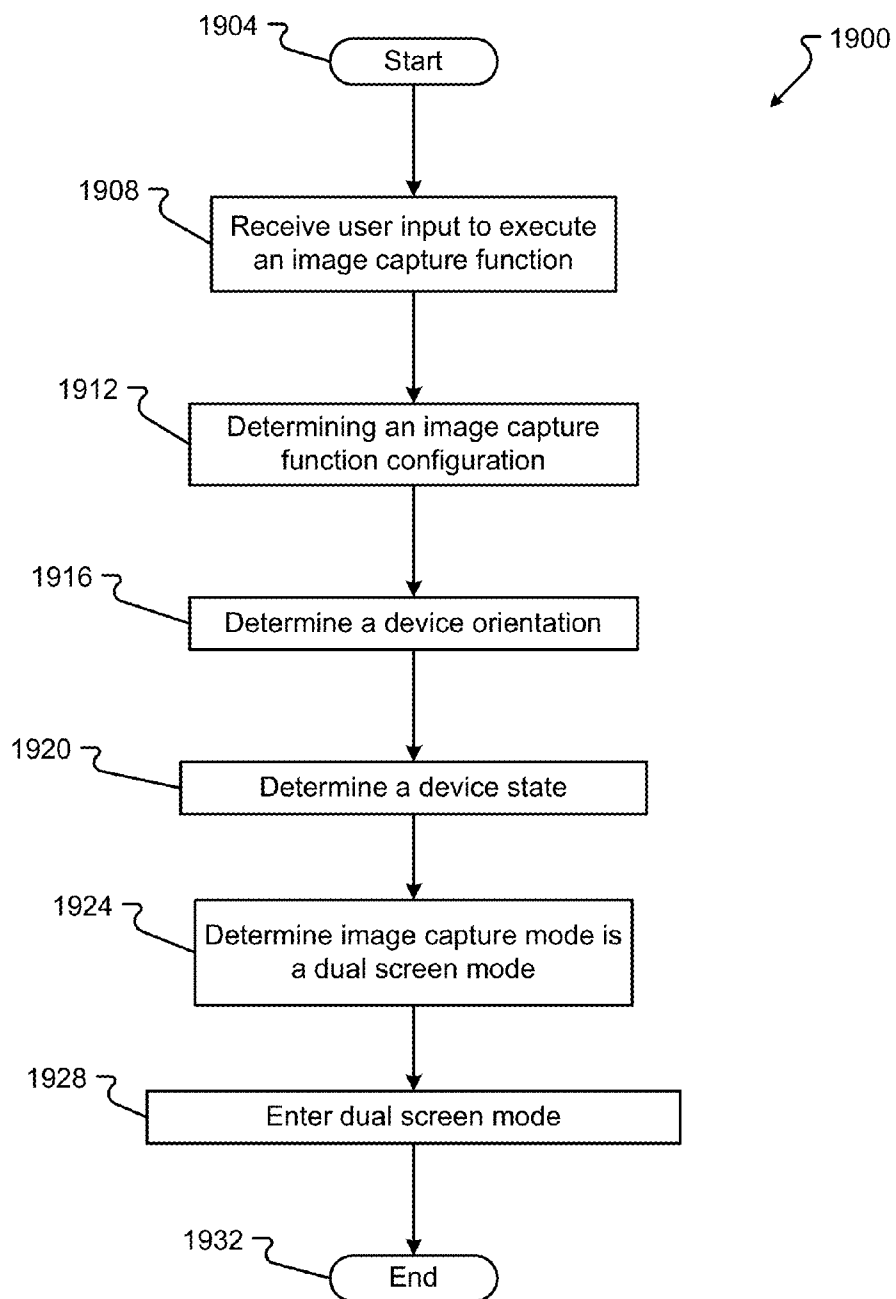 1904
Start
1900
1908
Receive user input to execute
an image capture function
1912
Determining an image capture
function configuration
1916
Determine a device orientation
1920
Determine a device state
1924
Determine image capture mode is
a dual screen mode
1928
Enter dual screen mode
1932
End